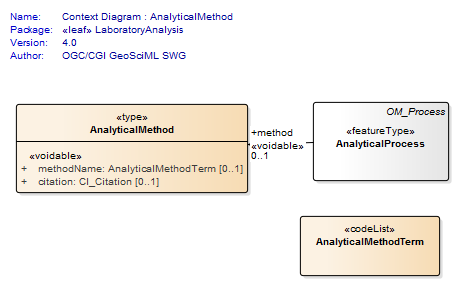 Name: Context Diagram : AnalyticalMethod
Package: «leaf» LaboratoryAnalysis
Version: 4.0
Author: OGC/CGI GeoSciML SWG
«type»
AnalyticalMethod
«voidable»
+ methodName: AnalyticalMethodTerm [0..1]
+ citation: CI_Citation [0..1]
+method
«voidable»
0..1
OM_Process
«featureType»
AnalyticalProcess
«codeList»
AnalyticalMethodTerm